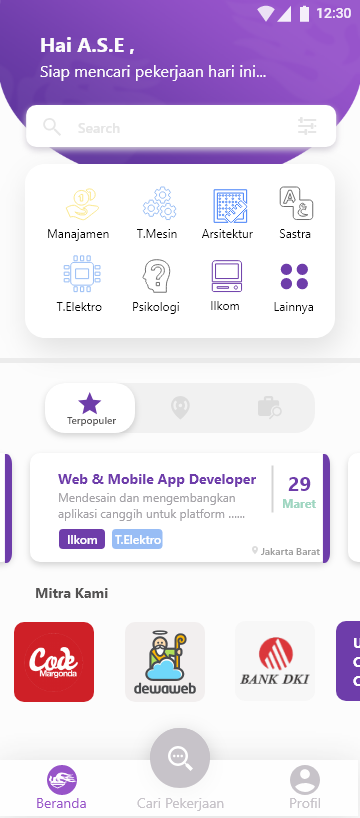 12:30
Hai A.S.E ,
Siap mencari pekerjaan hari ini...
Search
Manajamen
T.Mesin
Arsitektur
Sastra
T.Elektro
Psikologi
Ilkom
Lainnya
Terpopuler
Web & Mobile App Developer
Mendesain dan mengembangkan
aplikasi canggih untuk platform ......
Ilkom T.Elektro
29
Maret
Jakarta Barat
Mitra Kami
Code
Margonda
dewaweb
BANK DKI
U
C
C
Beranda
Cari Pekerjaan
Profil